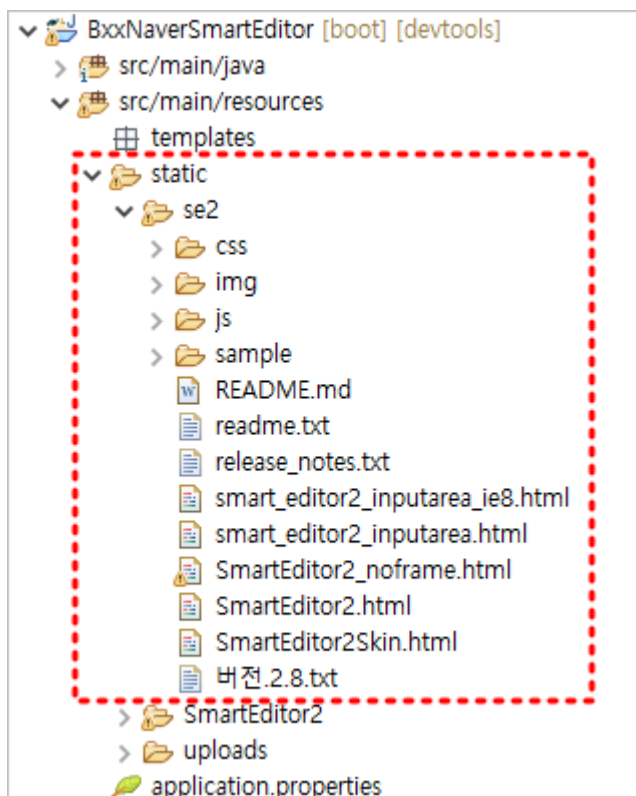 BxxNaverSmartEditor [boot] [devtools]
src/main/java
src/main/resources
templates
static
se2
css
img
js
sample
README.md
readme.txt
release_notes.txt
smart_editor2_inputarea_ie8.html
smart_editor2_inputarea.html
SmartEditor2_noframe.html
SmartEditor2.html
SmartEditor2Skin.html
버전.2.8.txt
SmartEditor2
uploads
application.properties